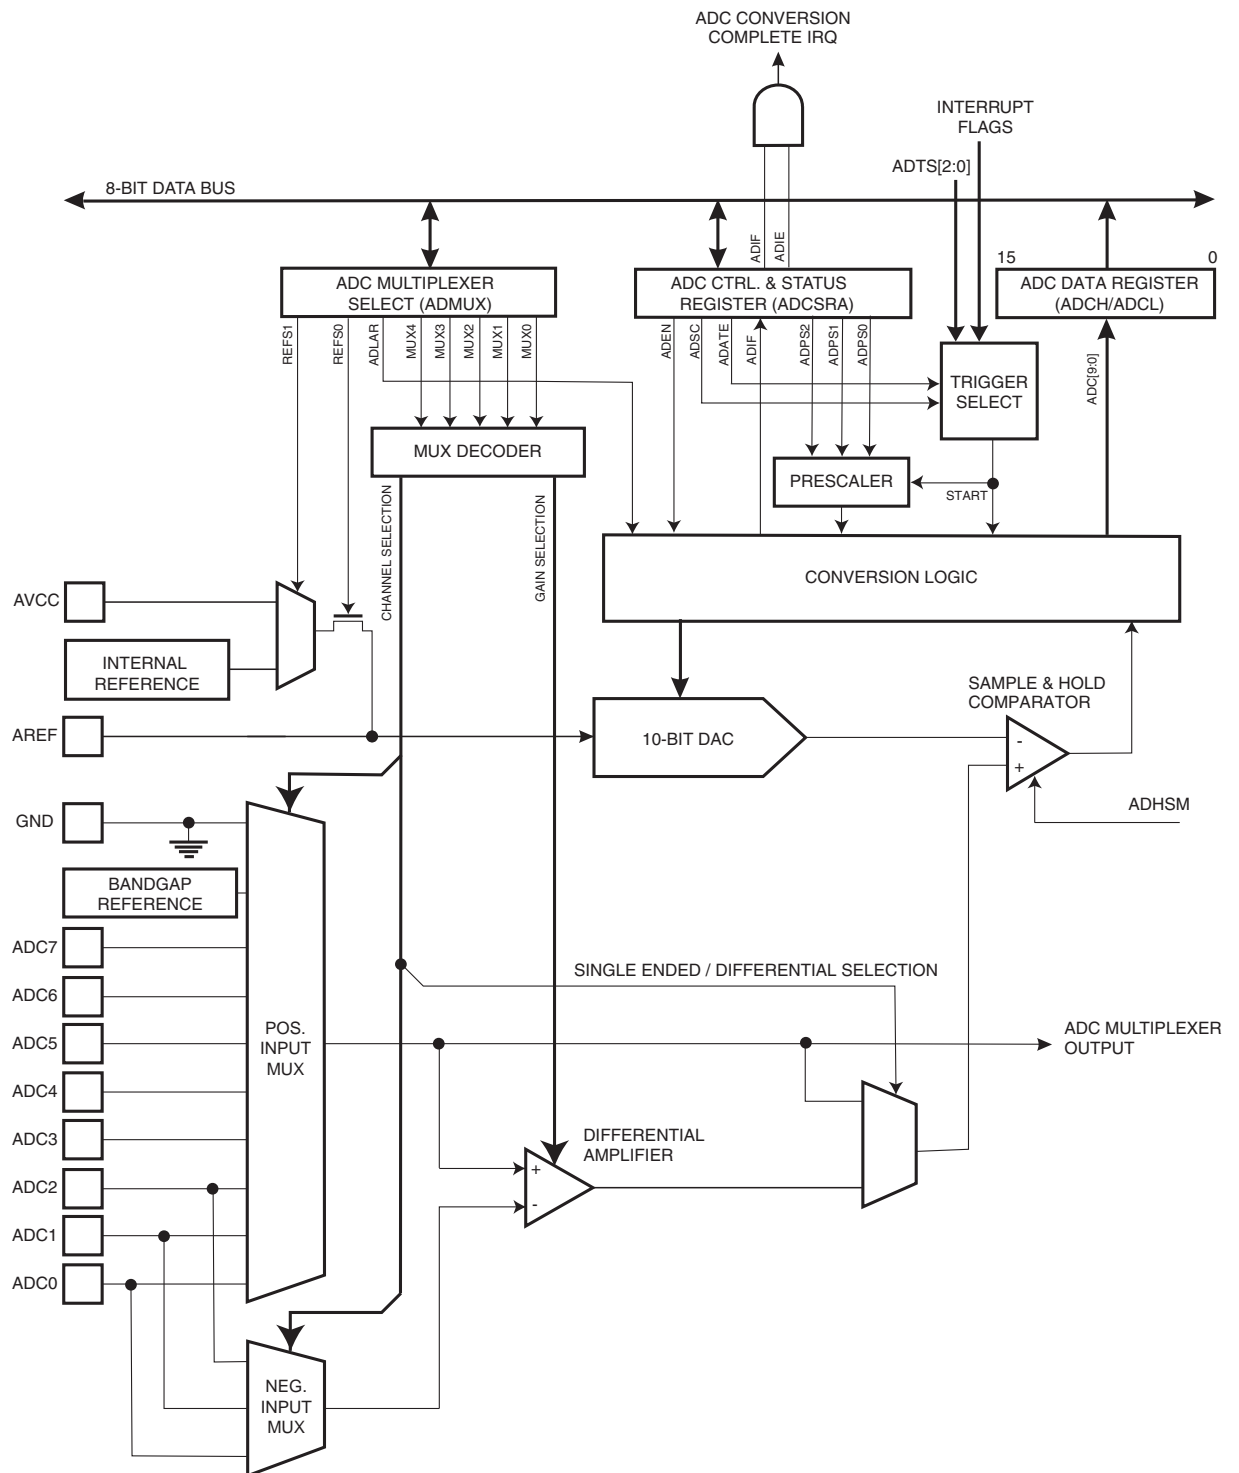 ADC CONVERSION
COMPLETE IRQ
INTERRUPT
FLAGS
ADTS[2:0]
8-BIT DATA BUS
ADIF
ADIE
15
0
ADC MULTIPLEXER
SELECT (ADMUX)
ADC CTRL. & STATUS
REGISTER (ADCSRA)
ADC DATA REGISTER
(ADCH/ADCL)
REFS1
REFS0
ADLAR
MUX4
MUX3
MUX2
MUX1
MUX0
ADEN
ADSC
ADATE
ADIF
ADPS2
ADPS1
ADPS0
ADC[9:0]
TRIGGER
SELECT
MUX DECODER
PRESCALER
START
CHANNEL SELECTION
GAIN SELECTION
CONVERSION LOGIC
AVCC
INTERNAL
REFERENCE
SAMPLE & HOLD
COMPARATOR
AREF
10-BIT DAC
-
+
ADHSM
GND
BANDGAP
REFERENCE
ADC7
SINGLE ENDED / DIFFERENTIAL SELECTION
ADC6
POS.
INPUT
MUX
ADC5
ADC MULTIPLEXER
OUTPUT
ADC4
ADC3
DIFFERENTIAL
AMPLIFIER
+
-
ADC2
ADC1
ADC0
NEG.
INPUT
MUX